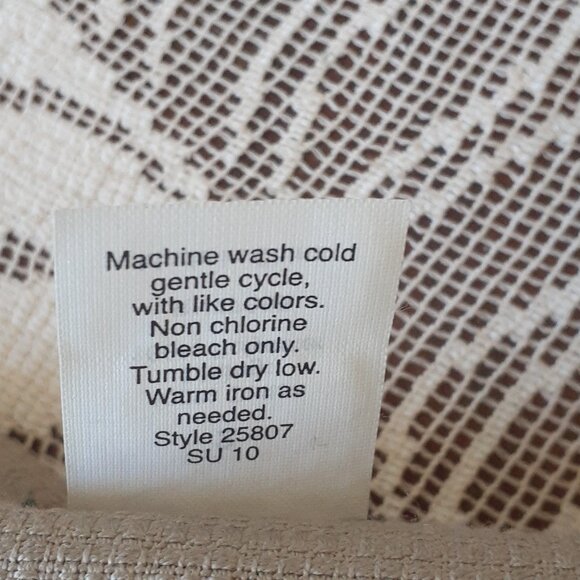 Machine wash cold
gentle cycle,
with like colors.
Non chlorine
bleach only.
Tumble dry low.
Warm iron as
needed.
Style 25807
SU 10